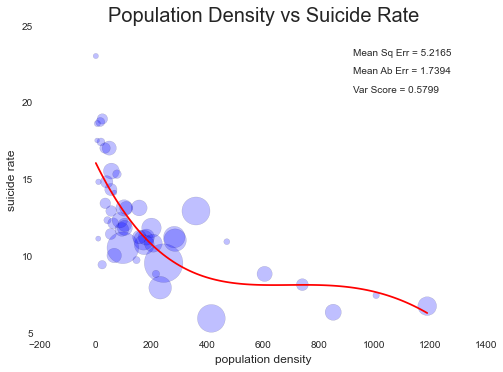 Population Density vs Suicide Rate
25
20
15
10
5
suicide rate
Mean Sq Err = 5.2165
Mean Ab Err = 1.7394
Var Score = 0.5799
−200 0 200 400 600 800 1000 1200 1400
population density